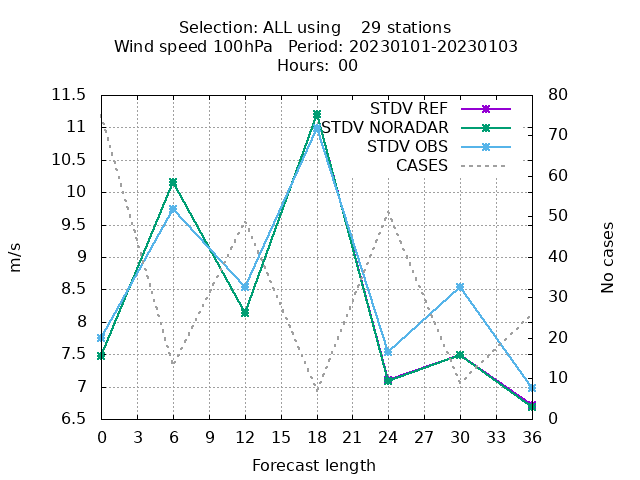 Selection: ALL using    29 stations
Wind speed 100hPa   Period: 20230101-20230103
Hours: 00
STDV REF
STDV NORADAR
STDV OBS
CASES
11.5
11
10.5
10
9.5
9
8.5
8
7.5
7
6.5
m/s
80
70
60
50
40
30
20
10
0
No cases
0 3 6 9 12 15 18 21 24 27 30 33 36
Forecast length